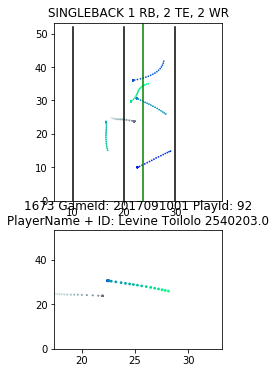 SINGLEBACK 1 RB, 2 TE, 2 WR
50
40
30
20
10
0
10 20 30
1673 GameId: 2017091001 PlayId: 92
PlayerName + ID: Levine Toilolo 2540203.0
40
20
0
20 30